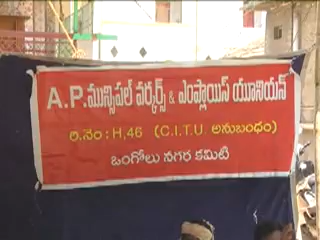 A.P.మున్సిపల్ వర్కర్స్ & ఎంప్లాయిస్ యూనియన్
రి.నెం : H,46 (C.I.T.U. అనుబంధం)
ఒంగోలు నగర కమిటి